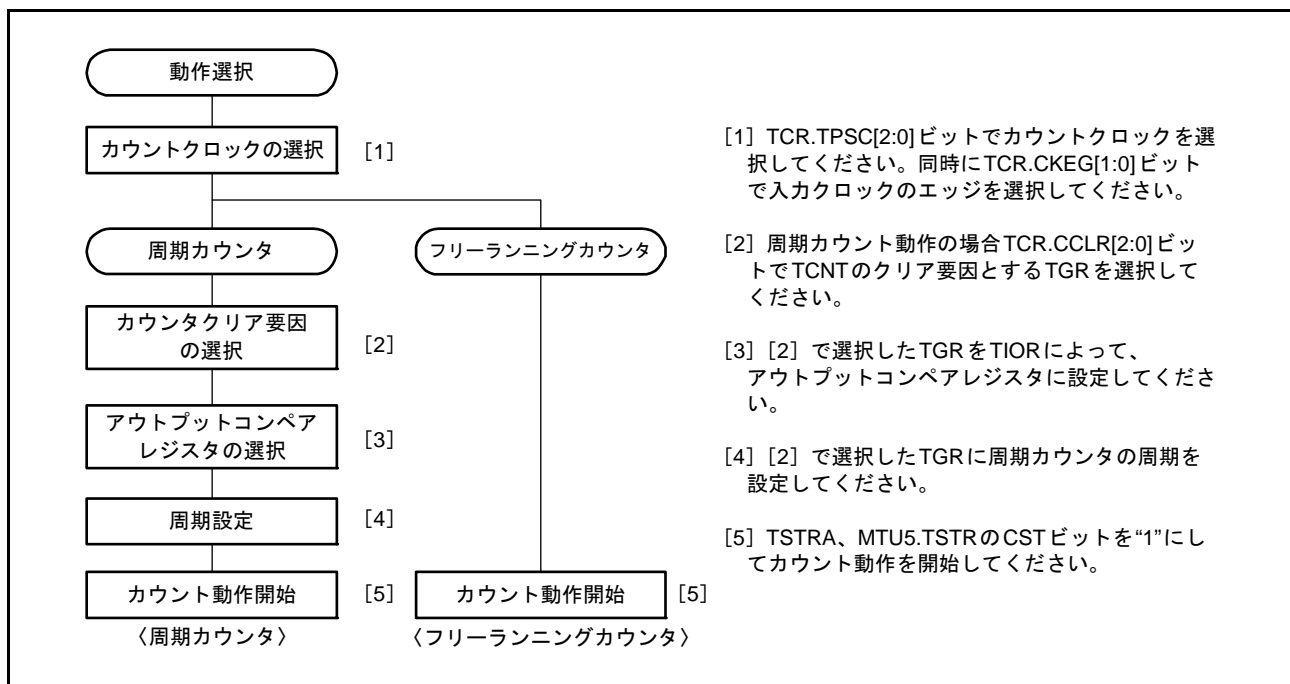 動作選択
カウントクロックの選択
[1]
周期カウンタ
フリーランニングカウンタ
カウンタクリア要因
の選択
[2]
アウトプットコンペア
レジスタの選択
[3]
周期設定
[4]
カウント動作開始
[5]
カウント動作開始
[5]
〈周期カウンタ〉
〈フリーランニングカウンタ〉
[1] TCR.TPSC[2:0]ビットでカウントクロックを選
択してください。同時にTCR.CKEG[1:0]ビット
で入力クロックのエッジを選択してください。
[2] 周期カウント動作の場合TCR.CCLR[2:0]ビッ
トでTCNTのクリア要因とするTGRを選択して
ください。
[3] [2] で選択したTGRをTIORによって、
アウトプットコンペアレジスタに設定してくださ
い。
[4] [2] で選択したTGRに周期カウンタの周期を
設定してください。
[5] TSTRA、MTU5.TSTRのCSTビットを“1”にし
てカウント動作を開始してください。